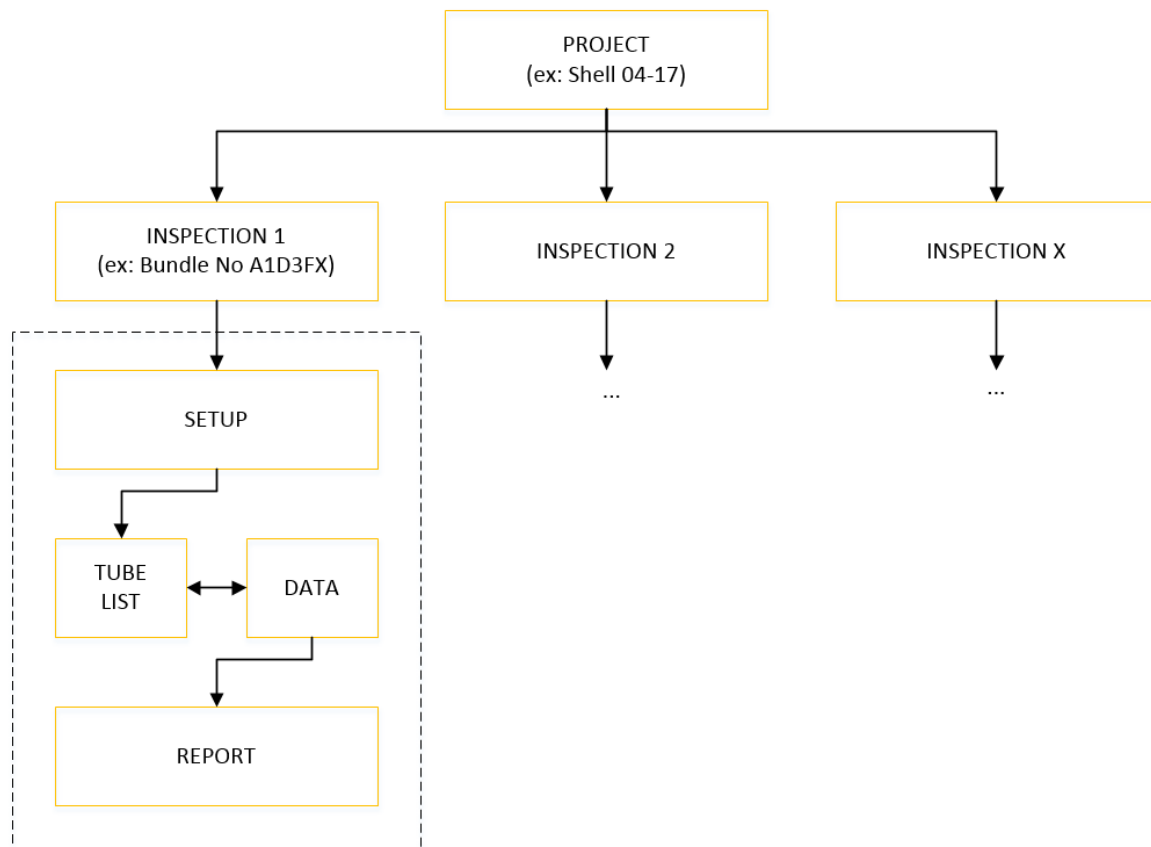 PROJECT
(ex: Shell 04-17)
INSPECTION 1
(ex: Bundle No A1D3FX)
INSPECTION 2
INSPECTION X
SETUP
...
...
TUBE
LIST
DATA
REPORT